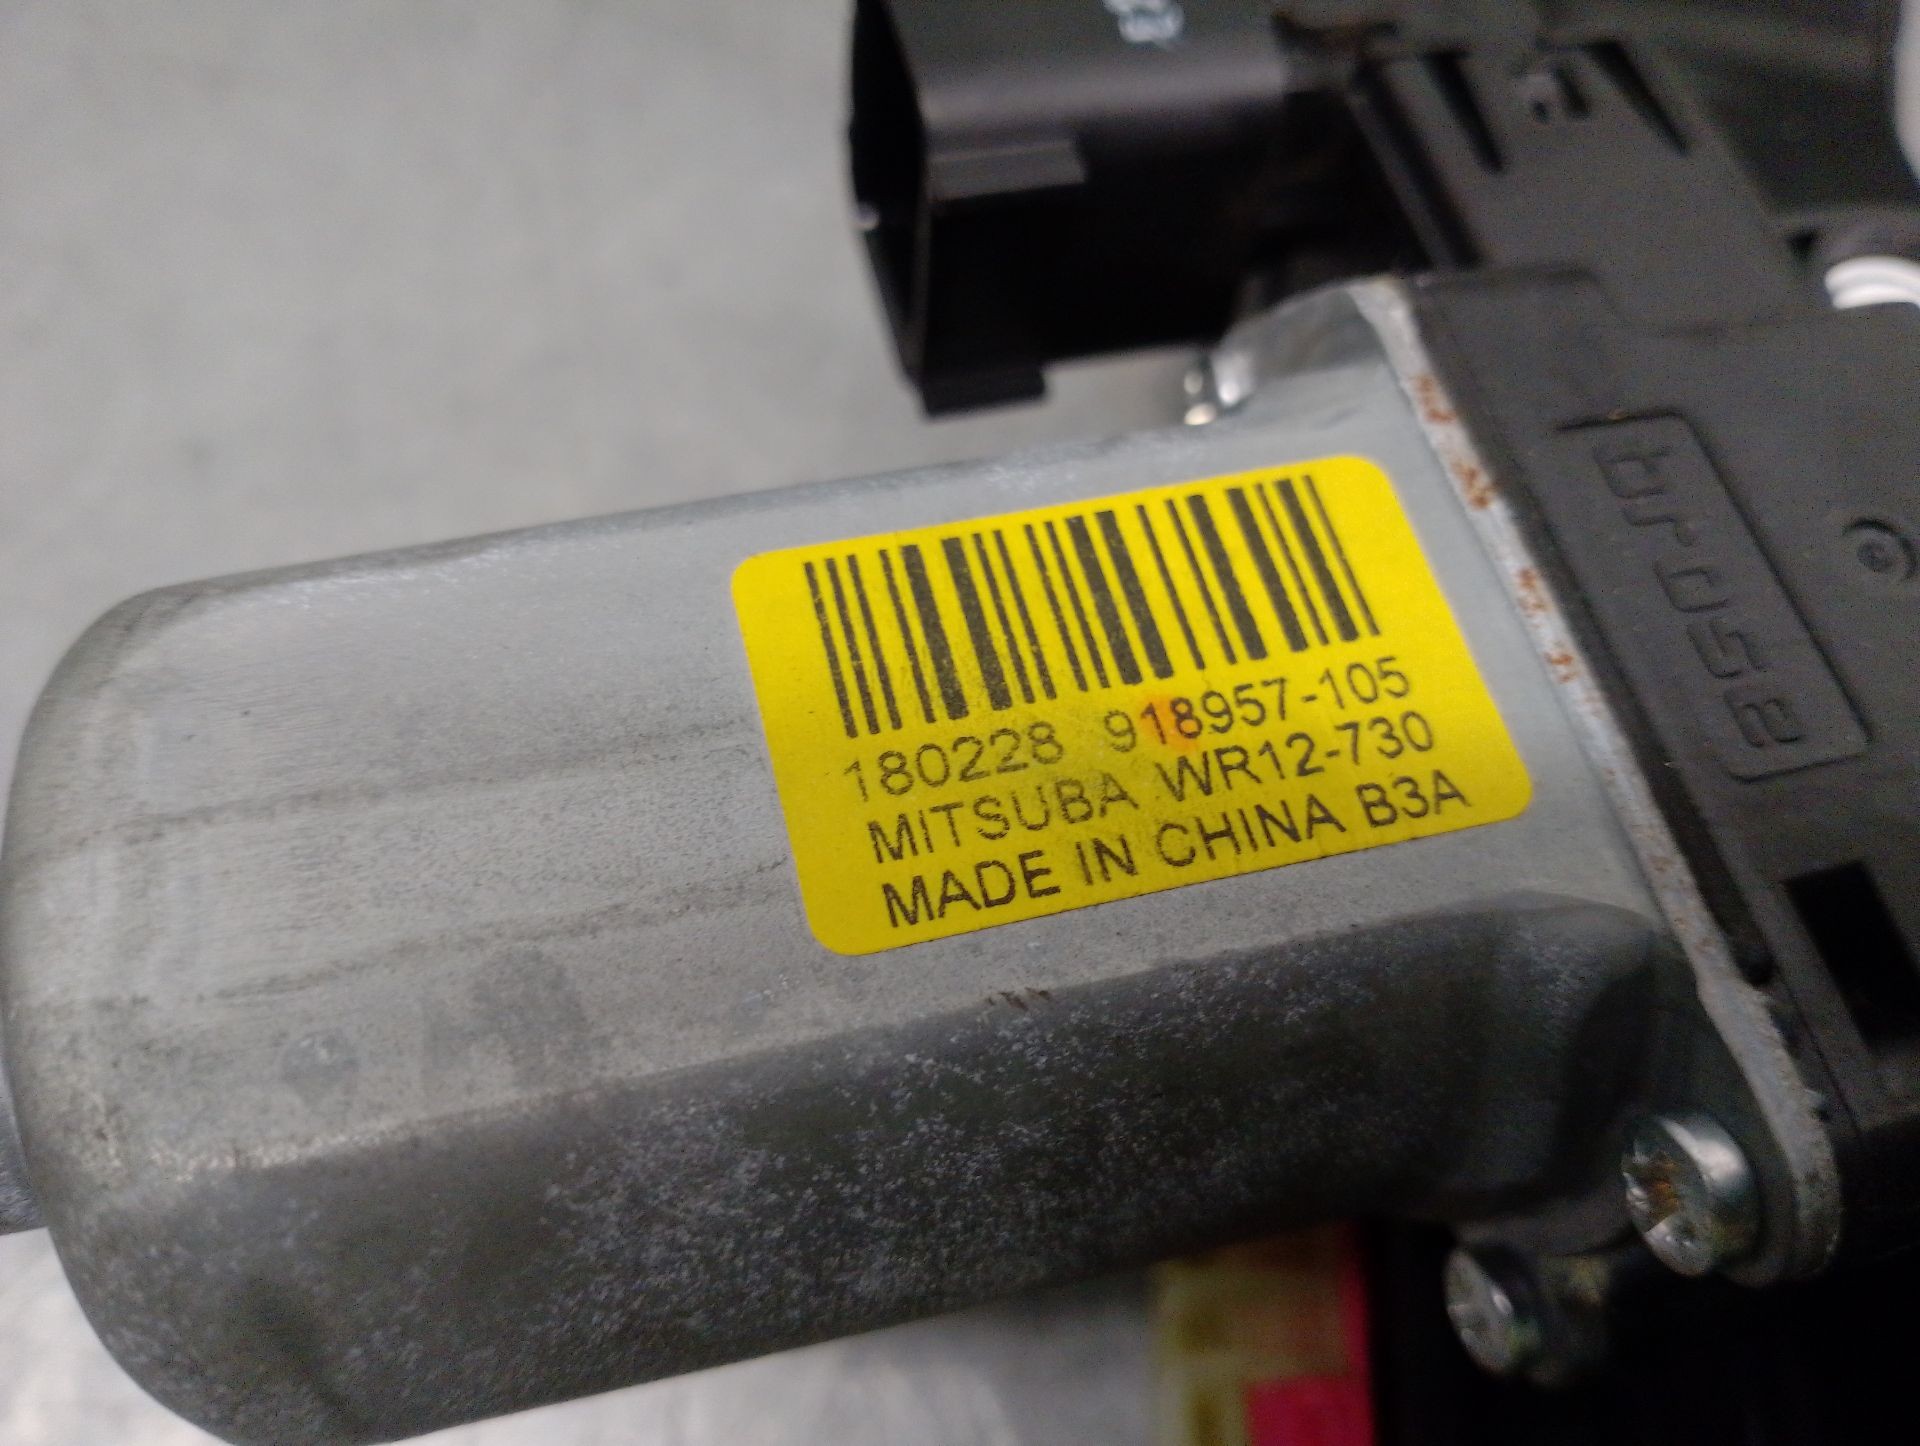 180228 918957-105
MITSUBA WR12-730
MADE IN CHINA B3A
brose